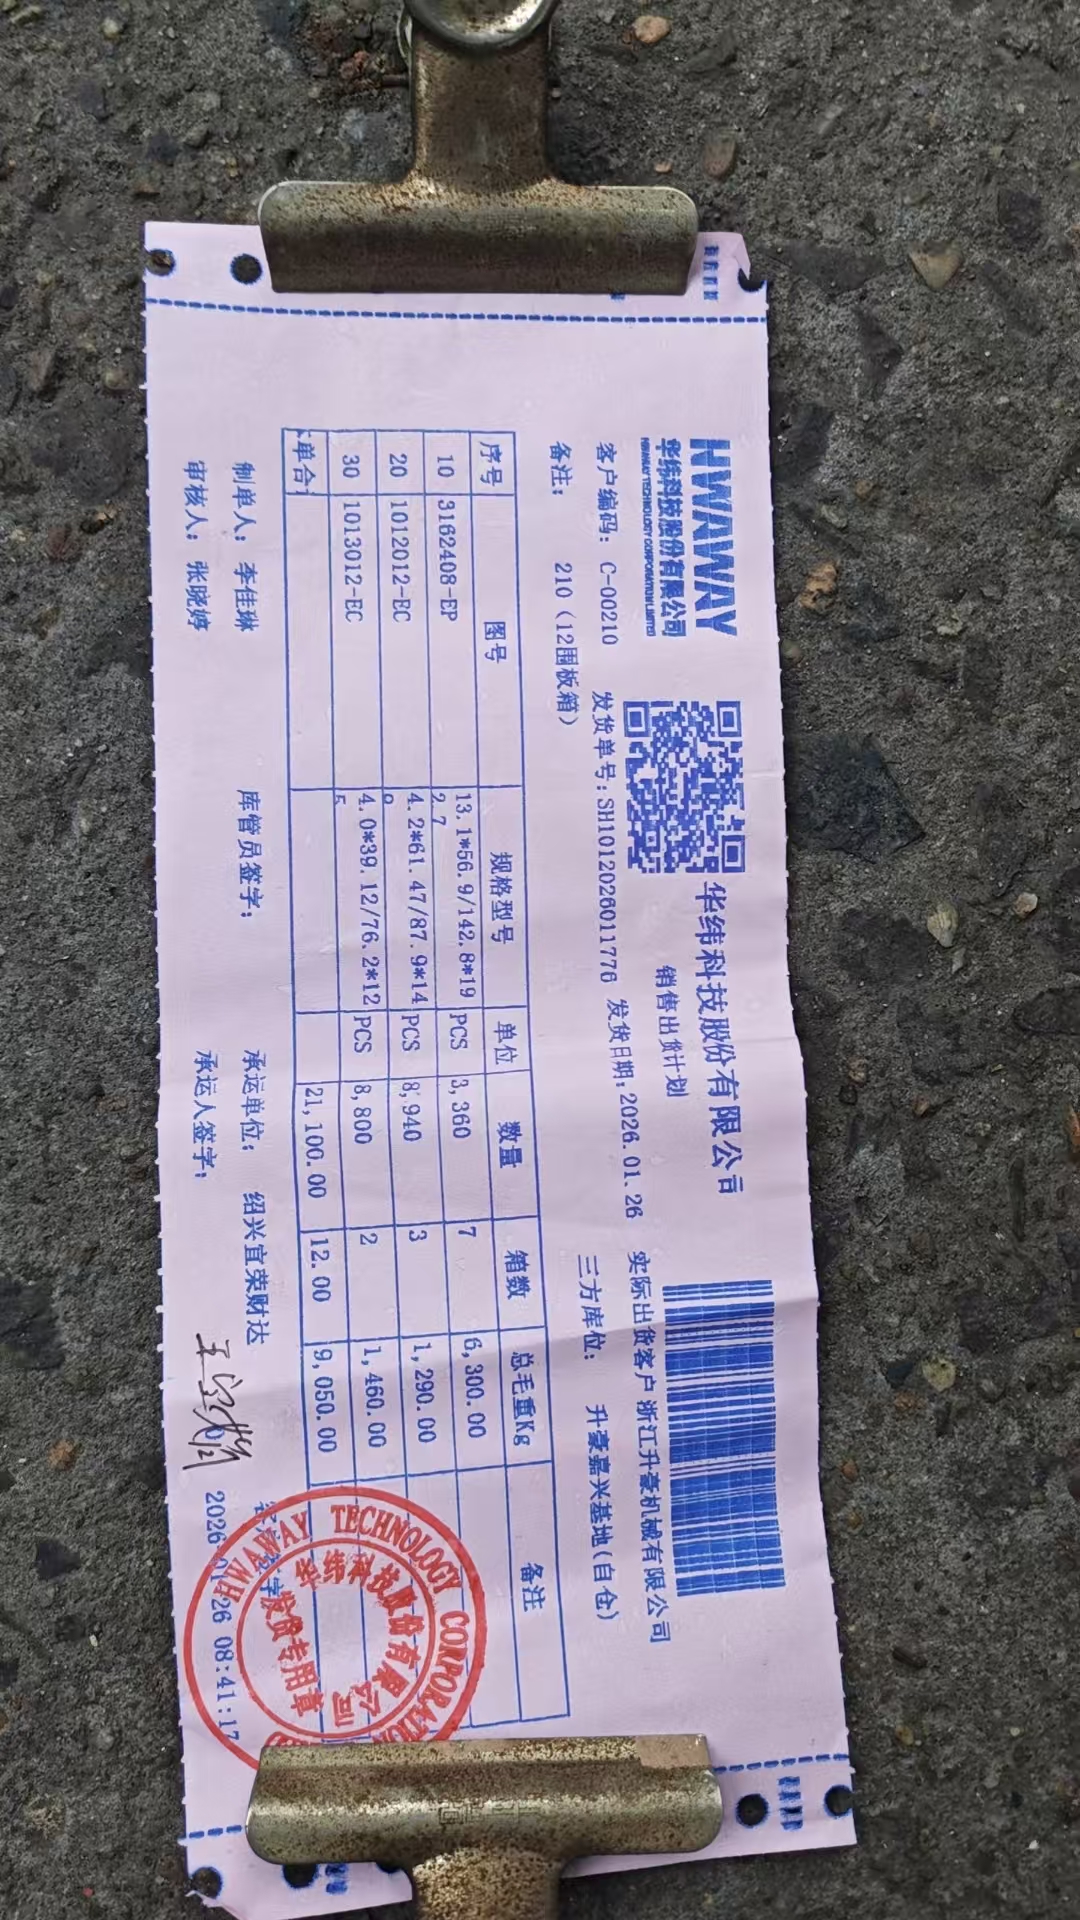 HWAWAY
华纬科技股份有限公司
HWAWAY TECHNOLOGY CORPORATION LIMITED
华纬科技股份有限公司
销售出货计划
客户编码: C-00210 发货单号:SH10120260117​76 发货日期:2026.01.26 实际出货客户 浙江升豪机械有限公司
备注: 210(12围板箱) 三方库位: 升豪嘉兴基地(自仓)
序号 图号 规格型号 单位 数量 箱数 总毛重Kg 备注
10 3162408-EP 13.1*56.9/142.8*19 PCS 3,360 7 6,300.00
2.7
20 1012012-EC 4.2*61.47/87.9*14 PCS 8,940 3 1,290.00
30 1013012-EC 4.0*39.12/76.2*12 PCS 8,800 2 1,460.00
5
单合 21,100.00 12.00 9,050.00
制单人: 李佳琳 库管员签字: 承运单位: 绍兴宜荣财达
审核人: 张晓婷 承运人签字: 2026 01-26 08:41:17
HWAWAY TECHNOLOGY CORPORATION
华纬科技股份有限公司
发货专用章